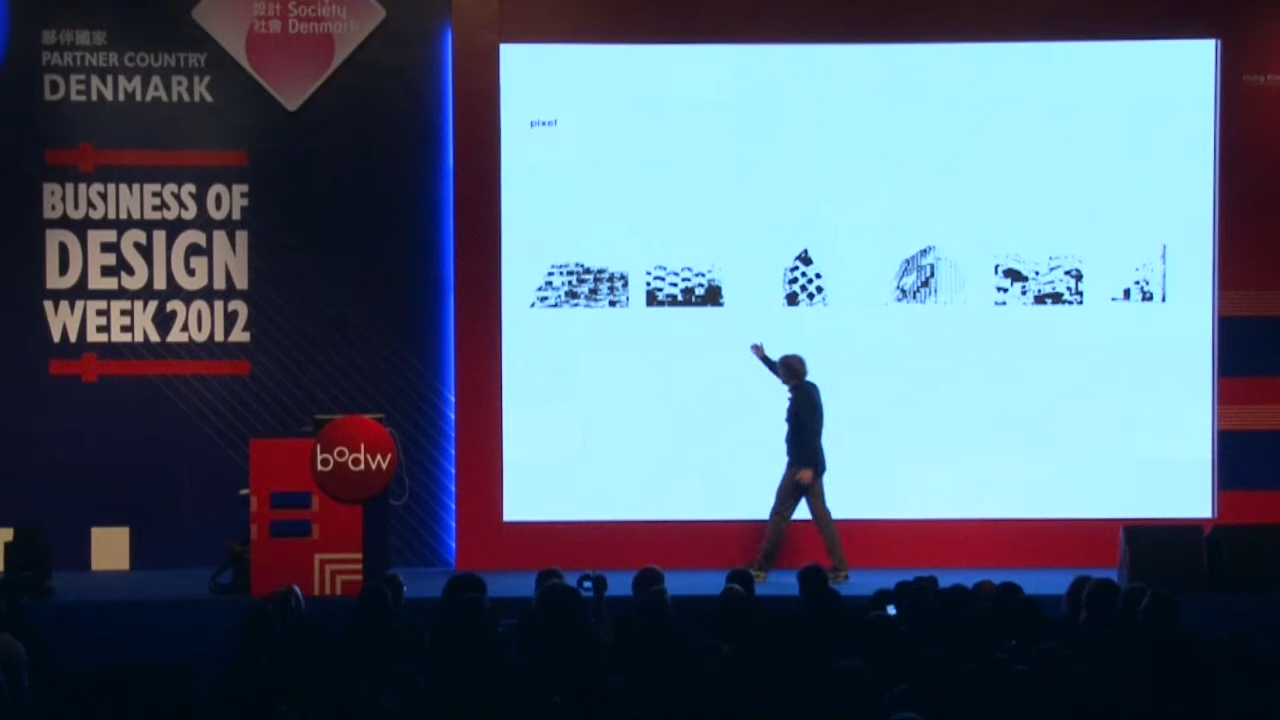 設計 Society
社會 Denmark
夥伴國家
PARTNER COUNTRY
DENMARK
BUSINESS OF
DESIGN
WEEK 2012
bodw
pixel